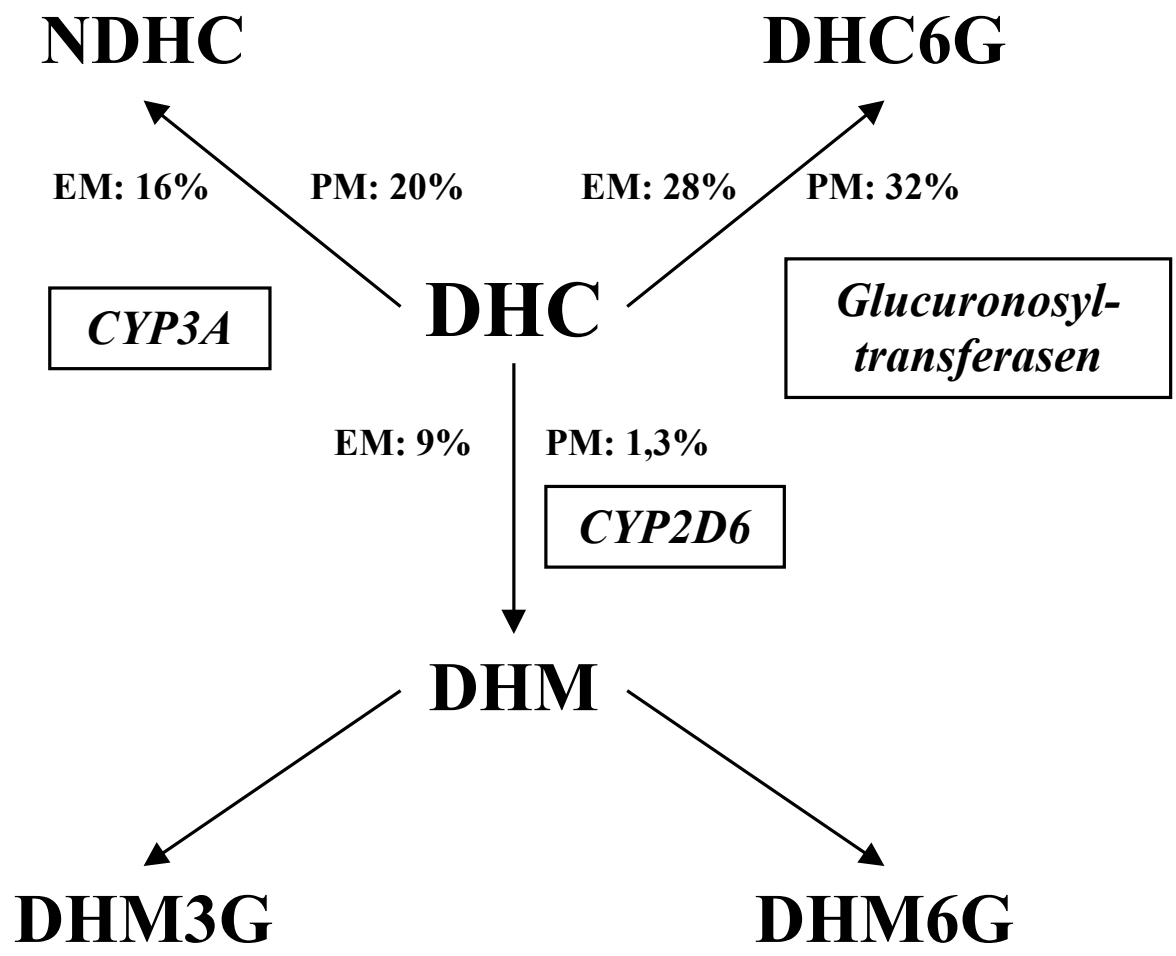 NDHC
DHC6G
EM: 16%
PM: 20%
EM: 28%
PM: 32%
CYP3A
DHC
Glucuronosyl-
transferasen
EM: 9%
PM: 1,3%
CYP2D6
DHM
DHM3G
DHM6G